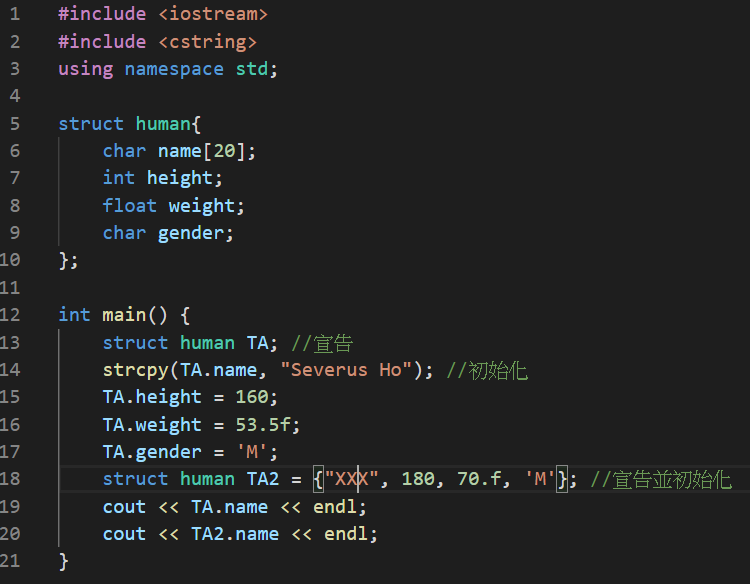 1 #include <iostream>
2 #include <cstring>
3 using namespace std;
4
5 struct human{
6     char name[20];
7     int height;
8     float weight;
9     char gender;
10 };
11
12 int main() {
13     struct human TA; //宣告
14     strcpy(TA.name, "Severus Ho"); //初始化
15     TA.height = 160;
16     TA.weight = 53.5f;
17     TA.gender = 'M';
18     struct human TA2 = {"XXX", 180, 70.f, 'M'}; //宣告並初始化
19     cout << TA.name << endl;
20     cout << TA2.name << endl;
21 }